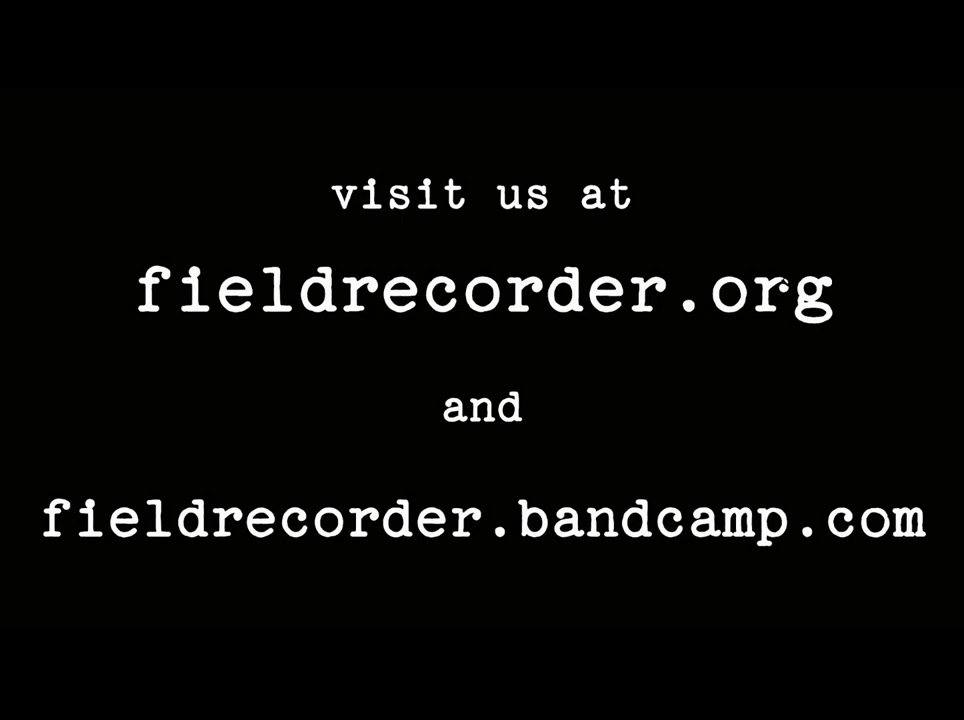 visit us at
fieldrecorder.org
and
fieldrecorder.bandcamp.com